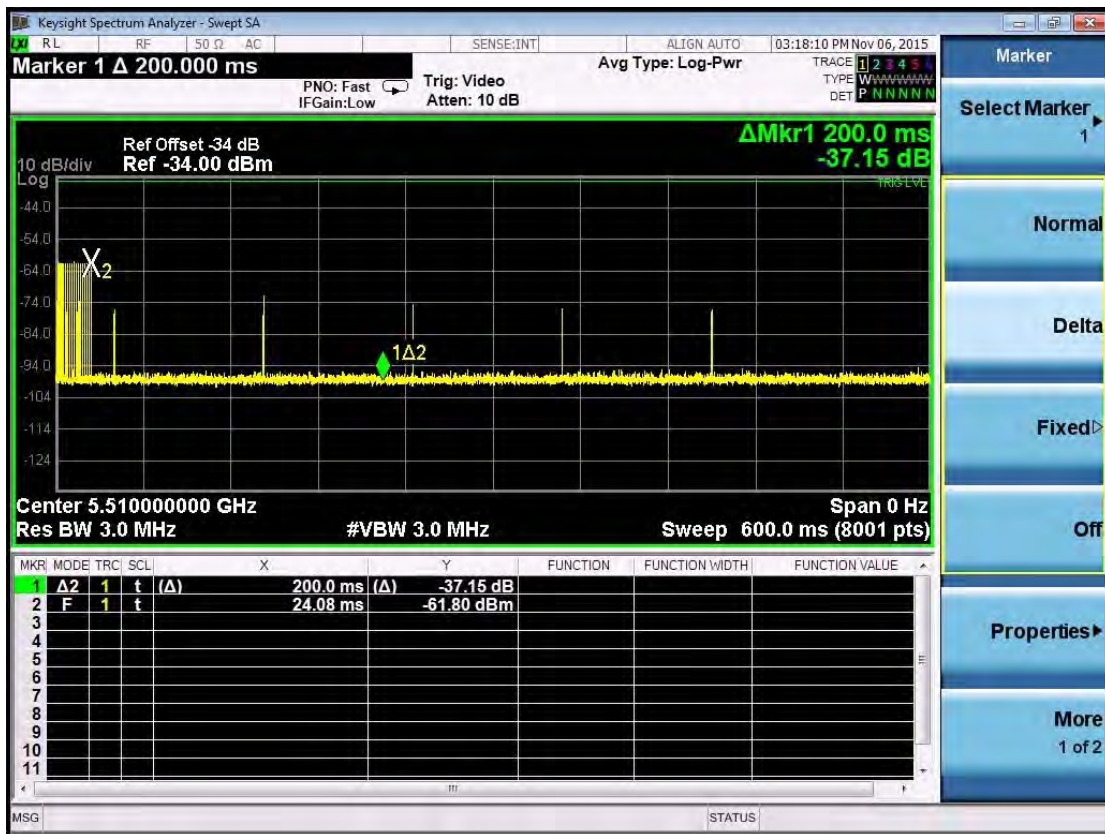 Keysight Spectrum Analyzer - Swept SA
LXI RL RF 50 Ω AC SENSE:INT ALIGN AUTO 03:18:10 PM Nov 06, 2015
Marker 1 Δ 200.000 ms
PNO: Fast
IFGain:Low
Trig: Video
Atten: 10 dB
Avg Type: Log-Pwr
TRACE 1 2 3 4 5 6
TYPE WWWWWW
DET P N N N N N
ΔMkr1 200.0 ms
-37.15 dB
Ref Offset -34 dB
10 dB/div Ref -34.00 dBm
Log
TRIG LVL
-44.0
-54.0
-64.0
X2
-74.0
-84.0
1Δ2
-94.0
-104
-114
-124
Center 5.510000000 GHz Span 0 Hz
Res BW 3.0 MHz #VBW 3.0 MHz Sweep 600.0 ms (8001 pts)
MKR MODE TRC SCL X Y FUNCTION FUNCTION WIDTH FUNCTION VALUE
1 Δ2 1 t (Δ) 200.0 ms (Δ) -37.15 dB
2 F 1 t 24.08 ms -61.80 dBm
3
4
5
6
7
8
9
10
11
MSG STATUS
Marker
Select Marker
1
Normal
Delta
Fixed
Off
Properties
More
1 of 2